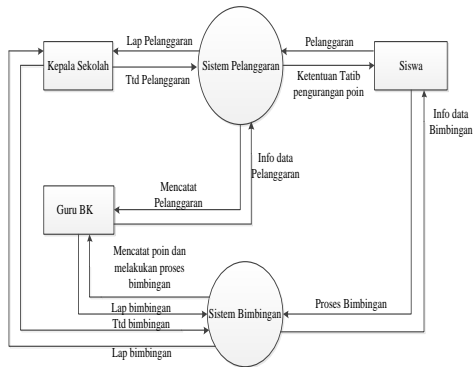 Lap Pelanggaran
Pelanggaran
Kepala Sekolah
Sistem Pelanggaran
Siswa
Ttd Pelanggaran
Ketentuan Tatib
pengurangan poin
Info data
Bimbingan
Info data
Pelanggaran
Mencatat
Pelanggaran
Guru BK
Mencatat poin dan
melakukan proses
bimbingan
Sistem Bimbingan
Proses Bimbingan
Lap bimbingan
Ttd bimbingan
Lap bimbingan